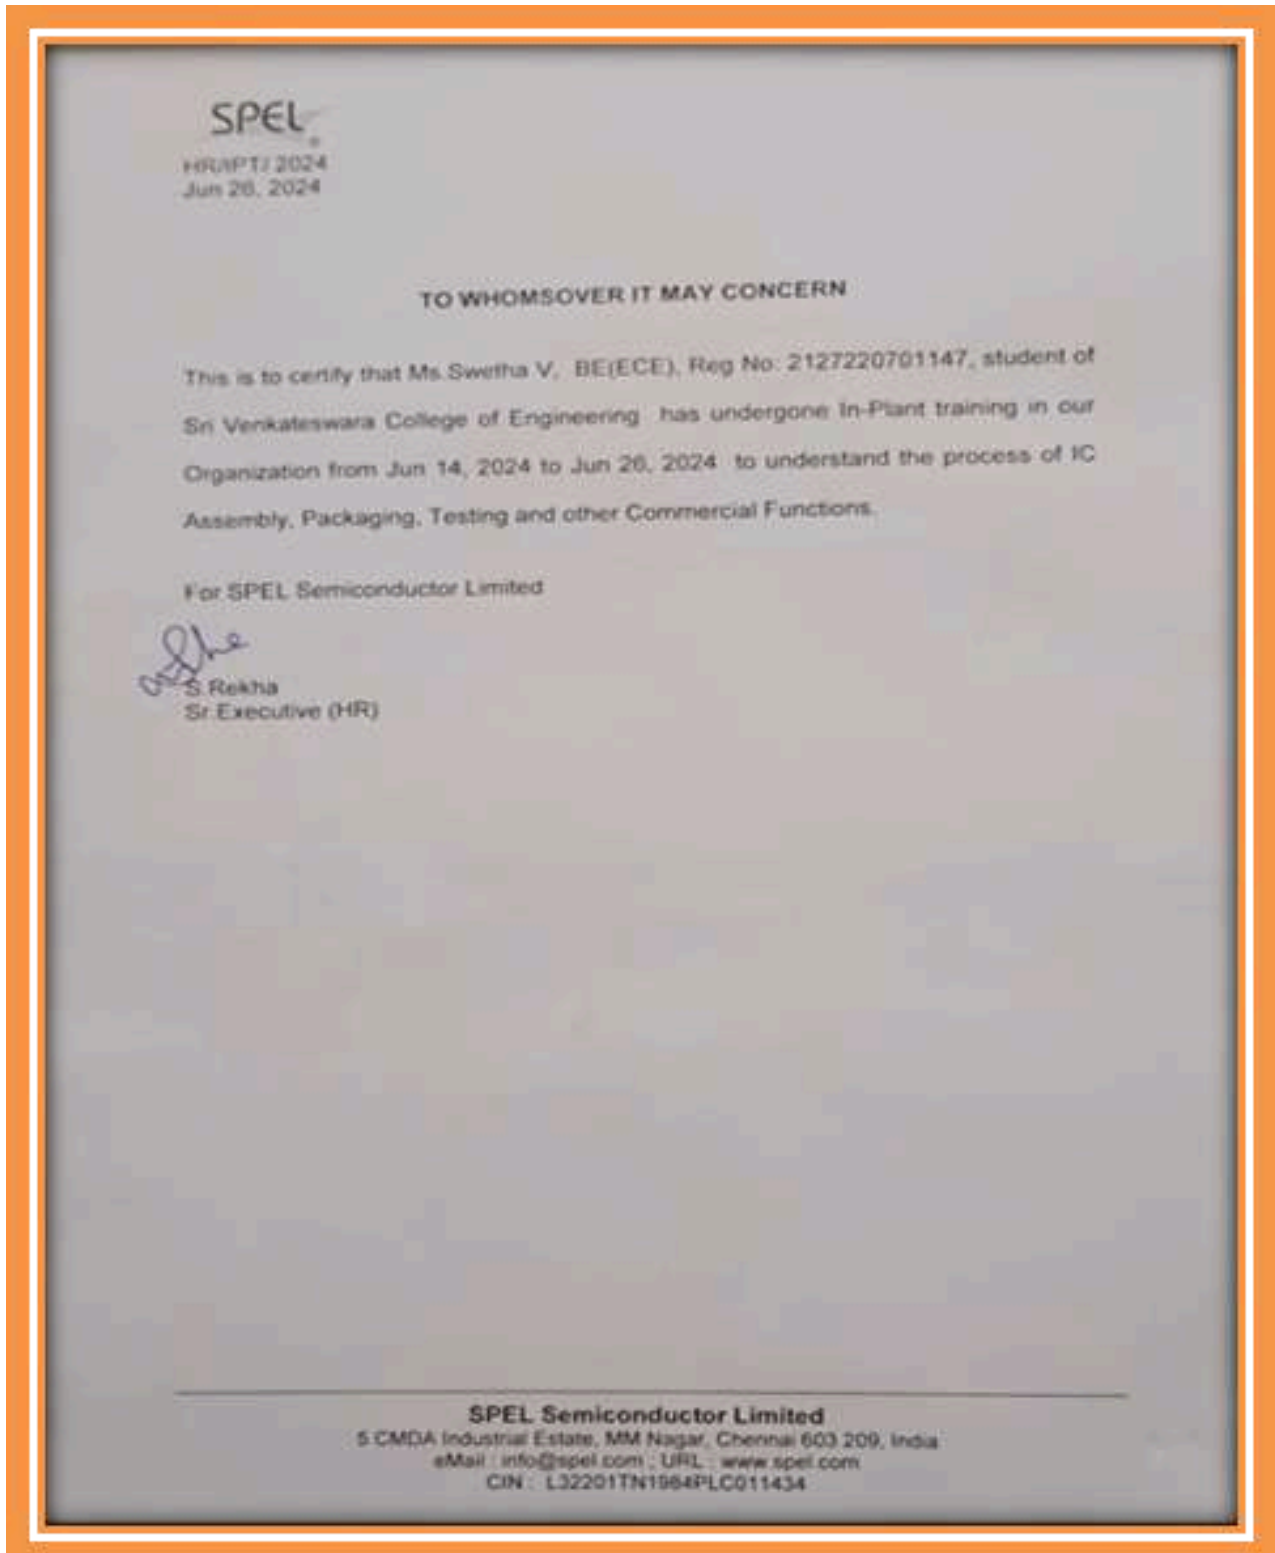 SPEL
HR/IPT/ 2024
Jun 26, 2024
TO WHOMSOVER IT MAY CONCERN
This is to certify that Ms.Swetha V, BE(ECE), Reg No: 2127220701147, student of
Sri Venkateswara College of Engineering has undergone In-Plant training in our
Organization from Jun 14, 2024 to Jun 26, 2024 to understand the process of IC
Assembly, Packaging, Testing and other Commercial Functions.
For SPEL Semiconductor Limited
S.Rekha
Sr.Executive (HR)
SPEL Semiconductor Limited
5 CMDA Industrial Estate, MM Nagar, Chennai 603 209, India
eMail : info@spel.com ; URL : www.spel.com
CIN : L32201TN1984PLC011434